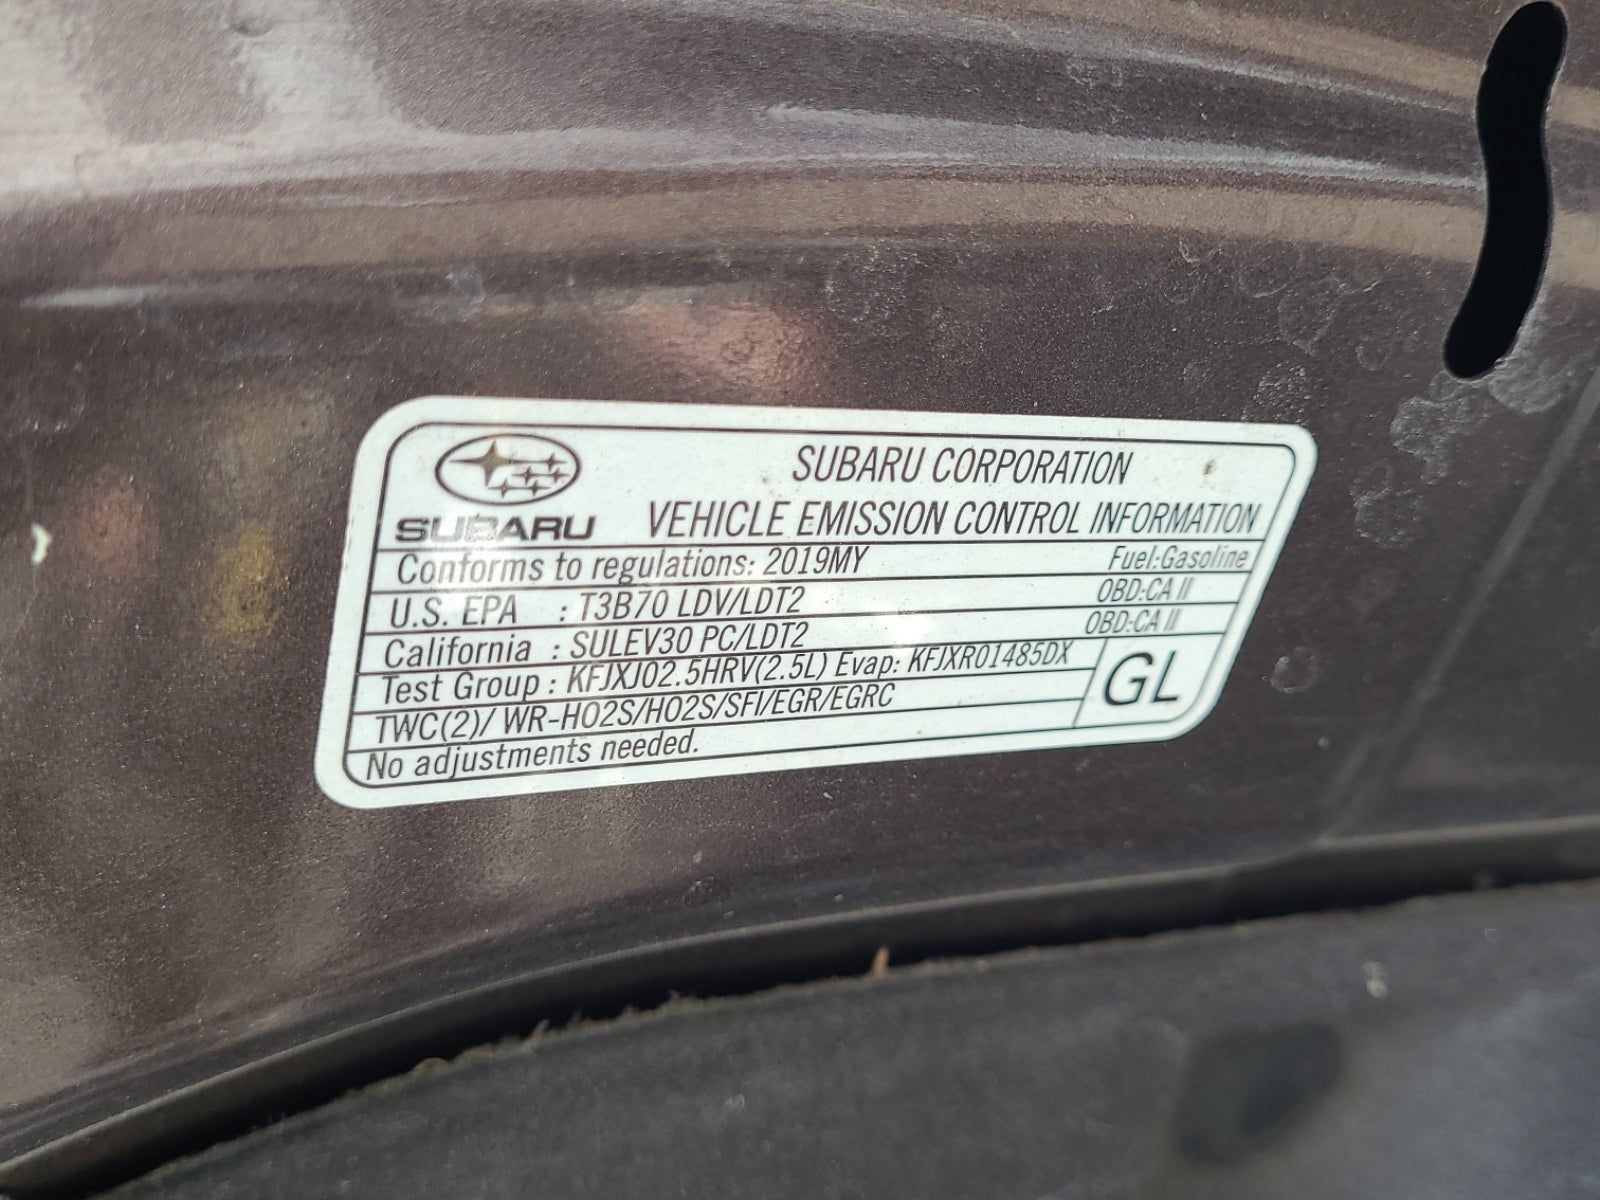 SUBARU CORPORATION
SUBARU VEHICLE EMISSION CONTROL INFORMATION
Conforms to regulations: 2019MY Fuel:Gasoline
U.S. EPA : T3B70 LDV/LDT2 OBD:CA II
California : SULEV30 PC/LDT2 OBD:CA II
Test Group : KFJXJ02.5HRV(2.5L) Evap: KFJXR01485DX
TWC(2)/ WR-HO2S/HO2S/SFI/EGR/EGRC GL
No adjustments needed.